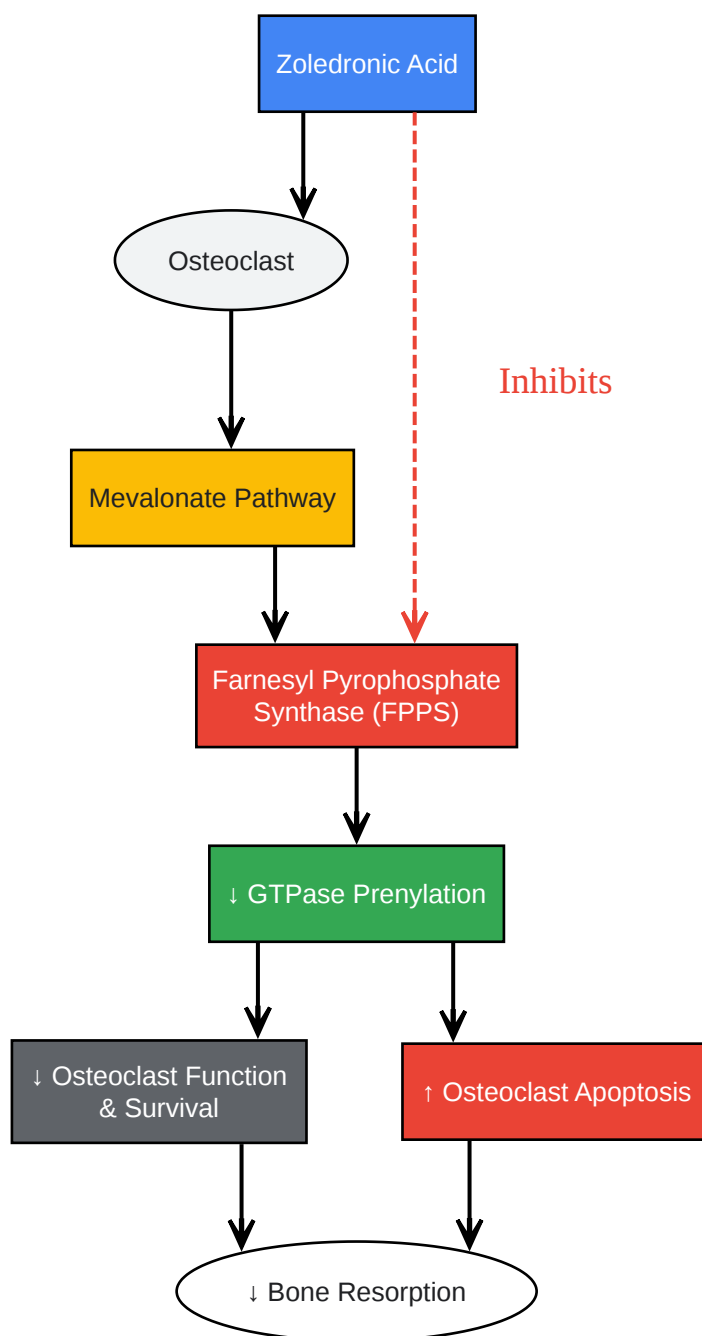 Zoledronic Acid
Osteoclast
Inhibits
Mevalonate Pathway
Farnesyl Pyrophosphate
Synthase (FPPS)
↓ GTPase Prenylation
↓ Osteoclast Function
& Survival
↑ Osteoclast Apoptosis
↓ Bone Resorption